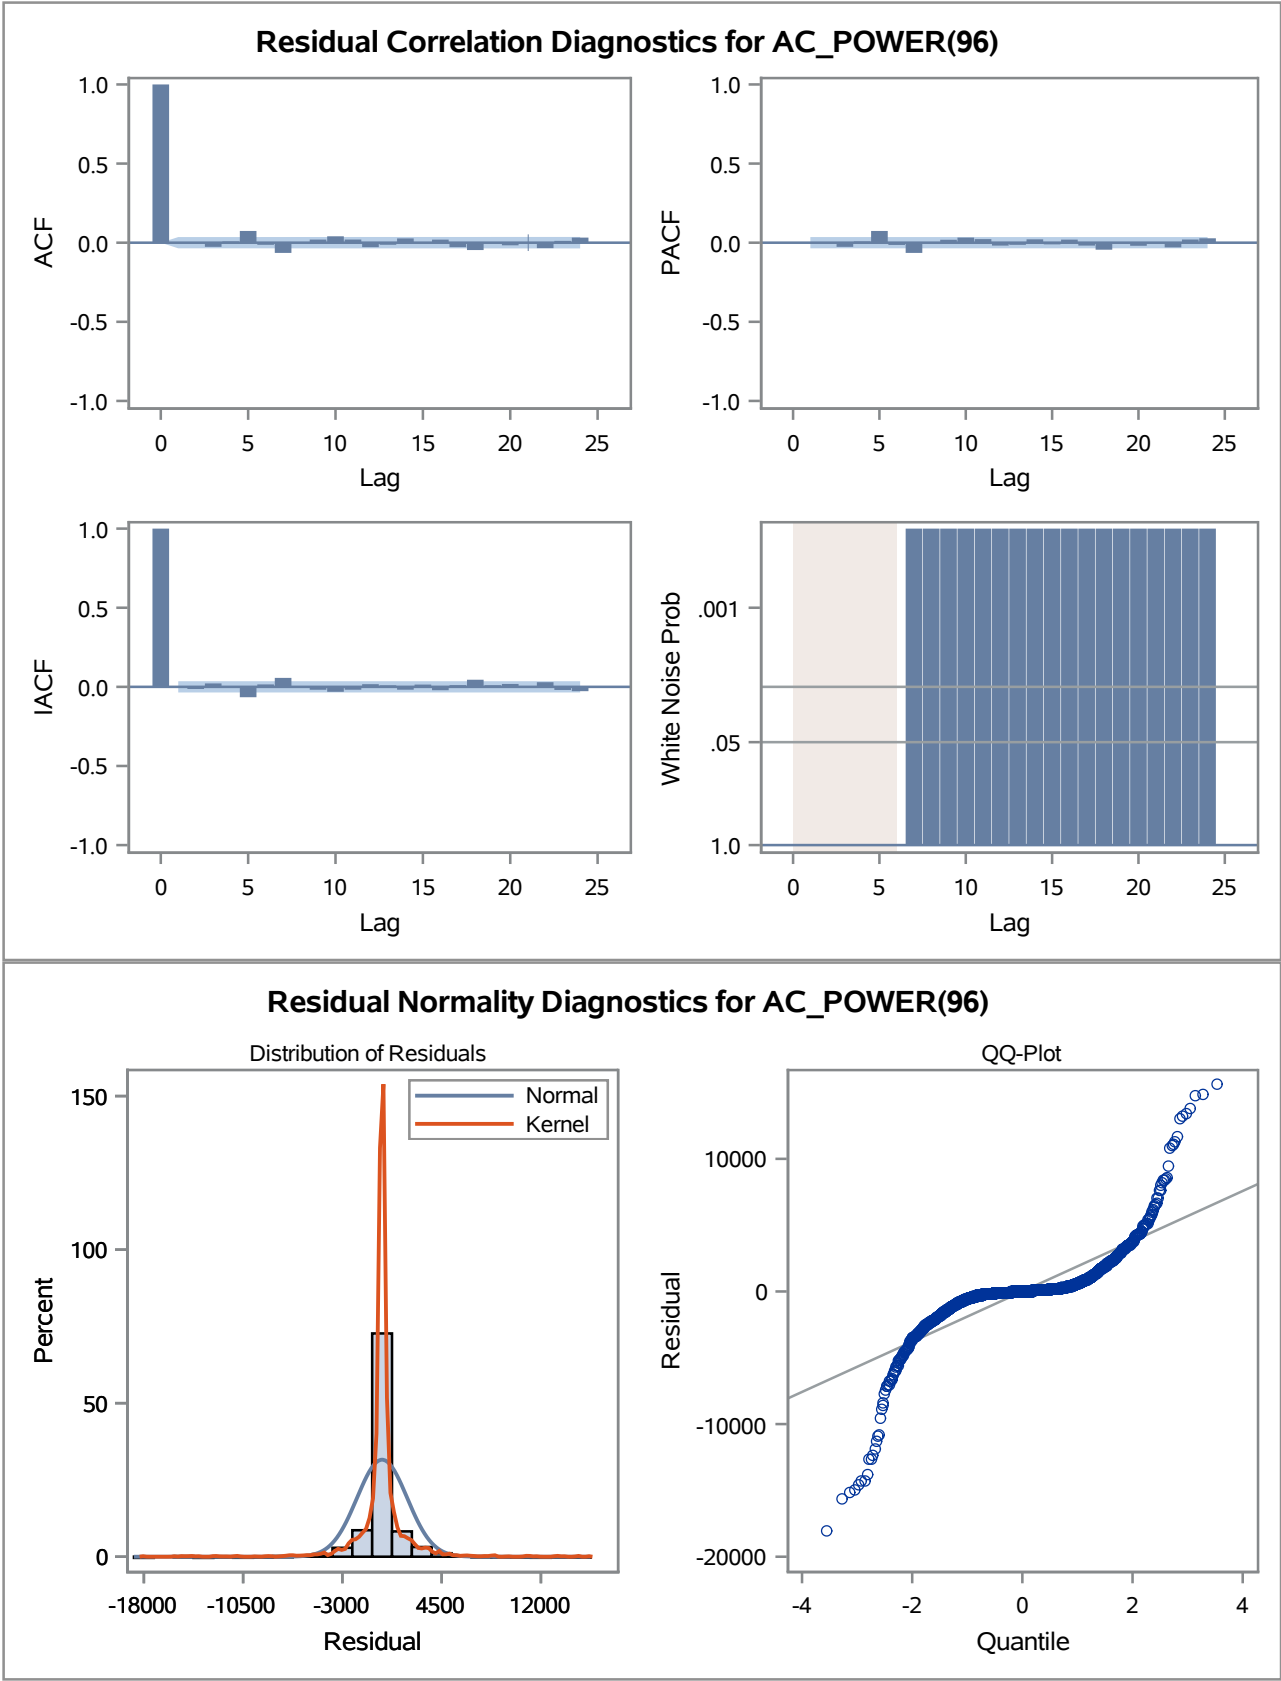 Residual Correlation Diagnostics for AC_POWER(96)
1.0
0.5
0.0
-0.5
-1.0
ACF
0 5 10 15 20 25
Lag
1.0
0.5
0.0
-0.5
-1.0
PACF
0 5 10 15 20 25
Lag
1.0
0.5
0.0
-0.5
-1.0
IACF
0 5 10 15 20 25
Lag
.001
.05
1.0
White Noise Prob
0 5 10 15 20 25
Lag
Residual Normality Diagnostics for AC_POWER(96)
Distribution of Residuals
150
100
50
0
Percent
Normal
Kernel
-18000 -10500 -3000 4500 12000
Residual
QQ-Plot
10000
0
-10000
-20000
Residual
-4 -2 0 2 4
Quantile